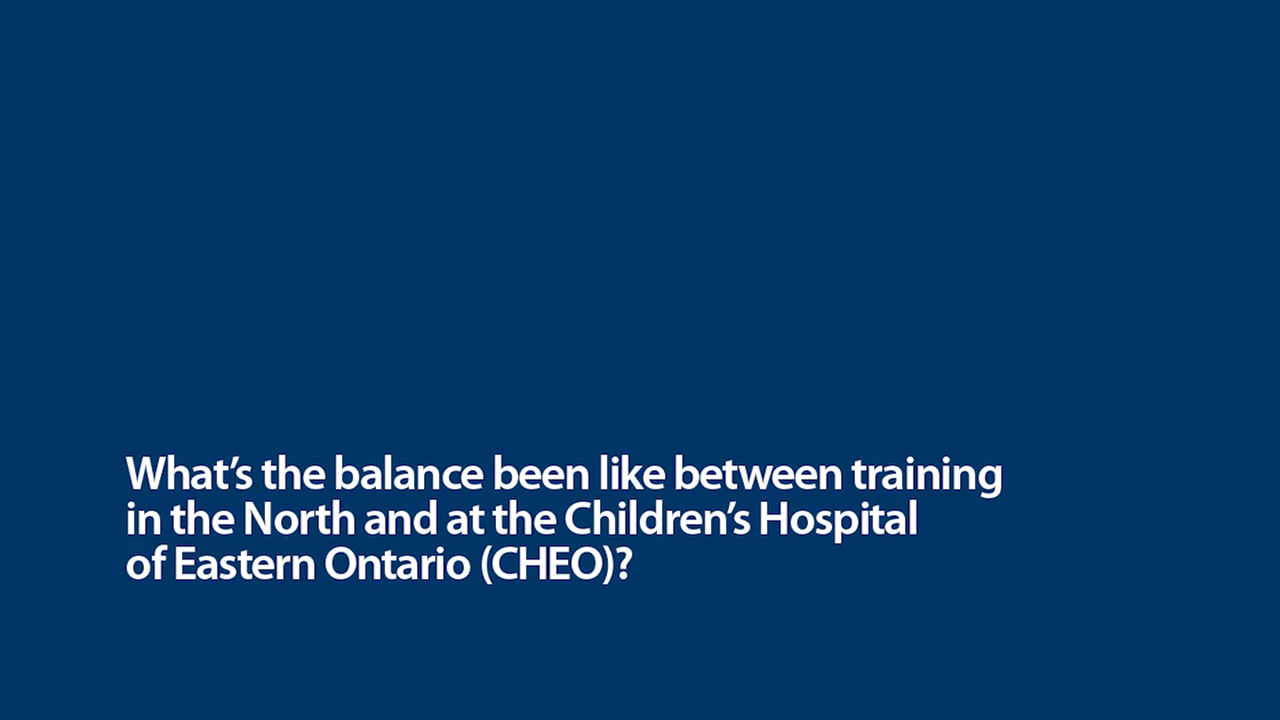 What’s the balance been like between training
in the North and at the Children’s Hospital
of Eastern Ontario (CHEO)?